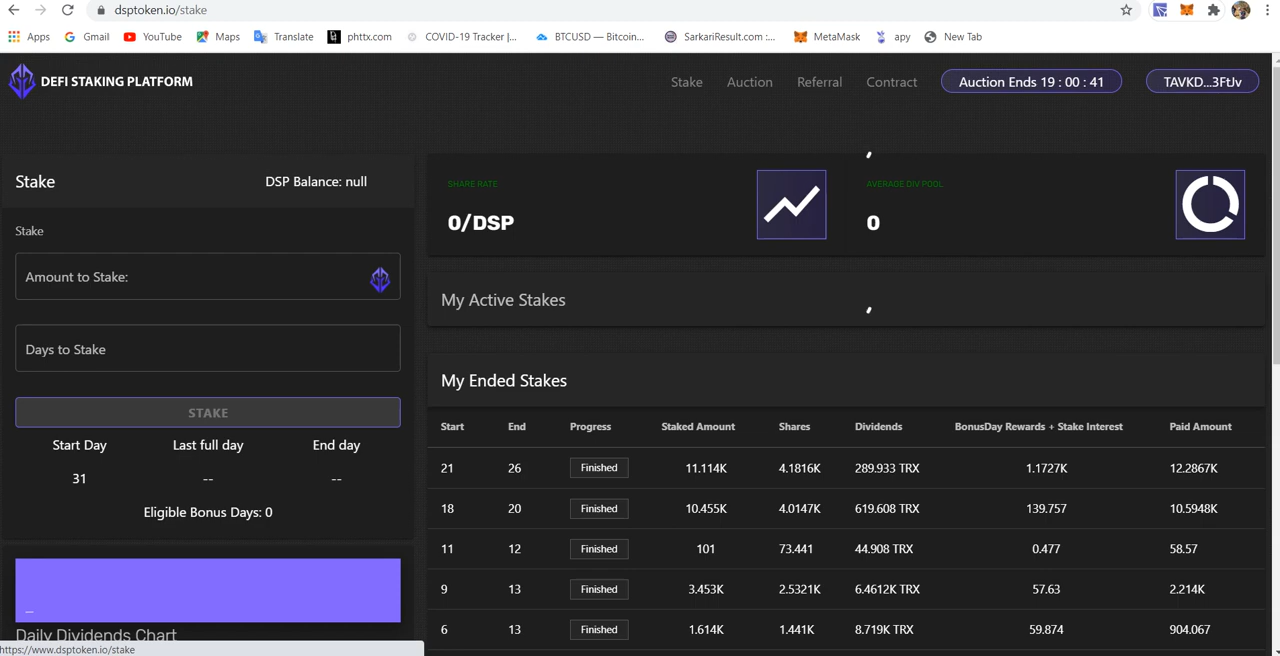 dsptoken.io/stake
Apps Gmail YouTube Maps Translate phttx.com COVID-19 Tracker |... BTCUSD — Bitcoin... SarkariResult.com :... MetaMask apy New Tab
DEFI STAKING PLATFORM
Stake Auction Referral Contract Auction Ends 19 : 00 : 41 TAVKD...3FtJv
Stake DSP Balance: null
Stake
Amount to Stake:
Days to Stake
STAKE
Start Day Last full day End day
31 -- --
Eligible Bonus Days: 0
_
Daily Dividends Chart
SHARE RATE
0/DSP
AVERAGE DIV POOL
0
My Active Stakes
My Ended Stakes
Start End Progress Staked Amount Shares Dividends BonusDay Rewards + Stake Interest Paid Amount
21 26 Finished 11.114K 4.1816K 289.933 TRX 1.1727K 12.2867K
18 20 Finished 10.455K 4.0147K 619.608 TRX 139.757 10.5948K
11 12 Finished 101 73.441 44.908 TRX 0.477 58.57
9 13 Finished 3.453K 2.5321K 6.4612K TRX 57.63 2.214K
6 13 Finished 1.614K 1.441K 8.719K TRX 59.874 904.067
https://www.dsptoken.io/stake